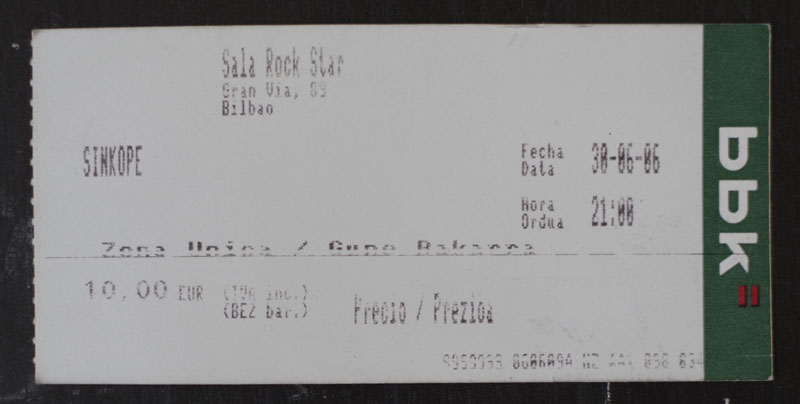 Sala Rock Star
Gran Via, 89
Bilbao
SINKOPE
Fecha
Data
30-06-06
Hora
Ordua
21:00
Zona Unica / Gune Bakarra
10,00 EUR
(IVA inc.)
(BEZ bar.)
Precio / Prezioa
bbk